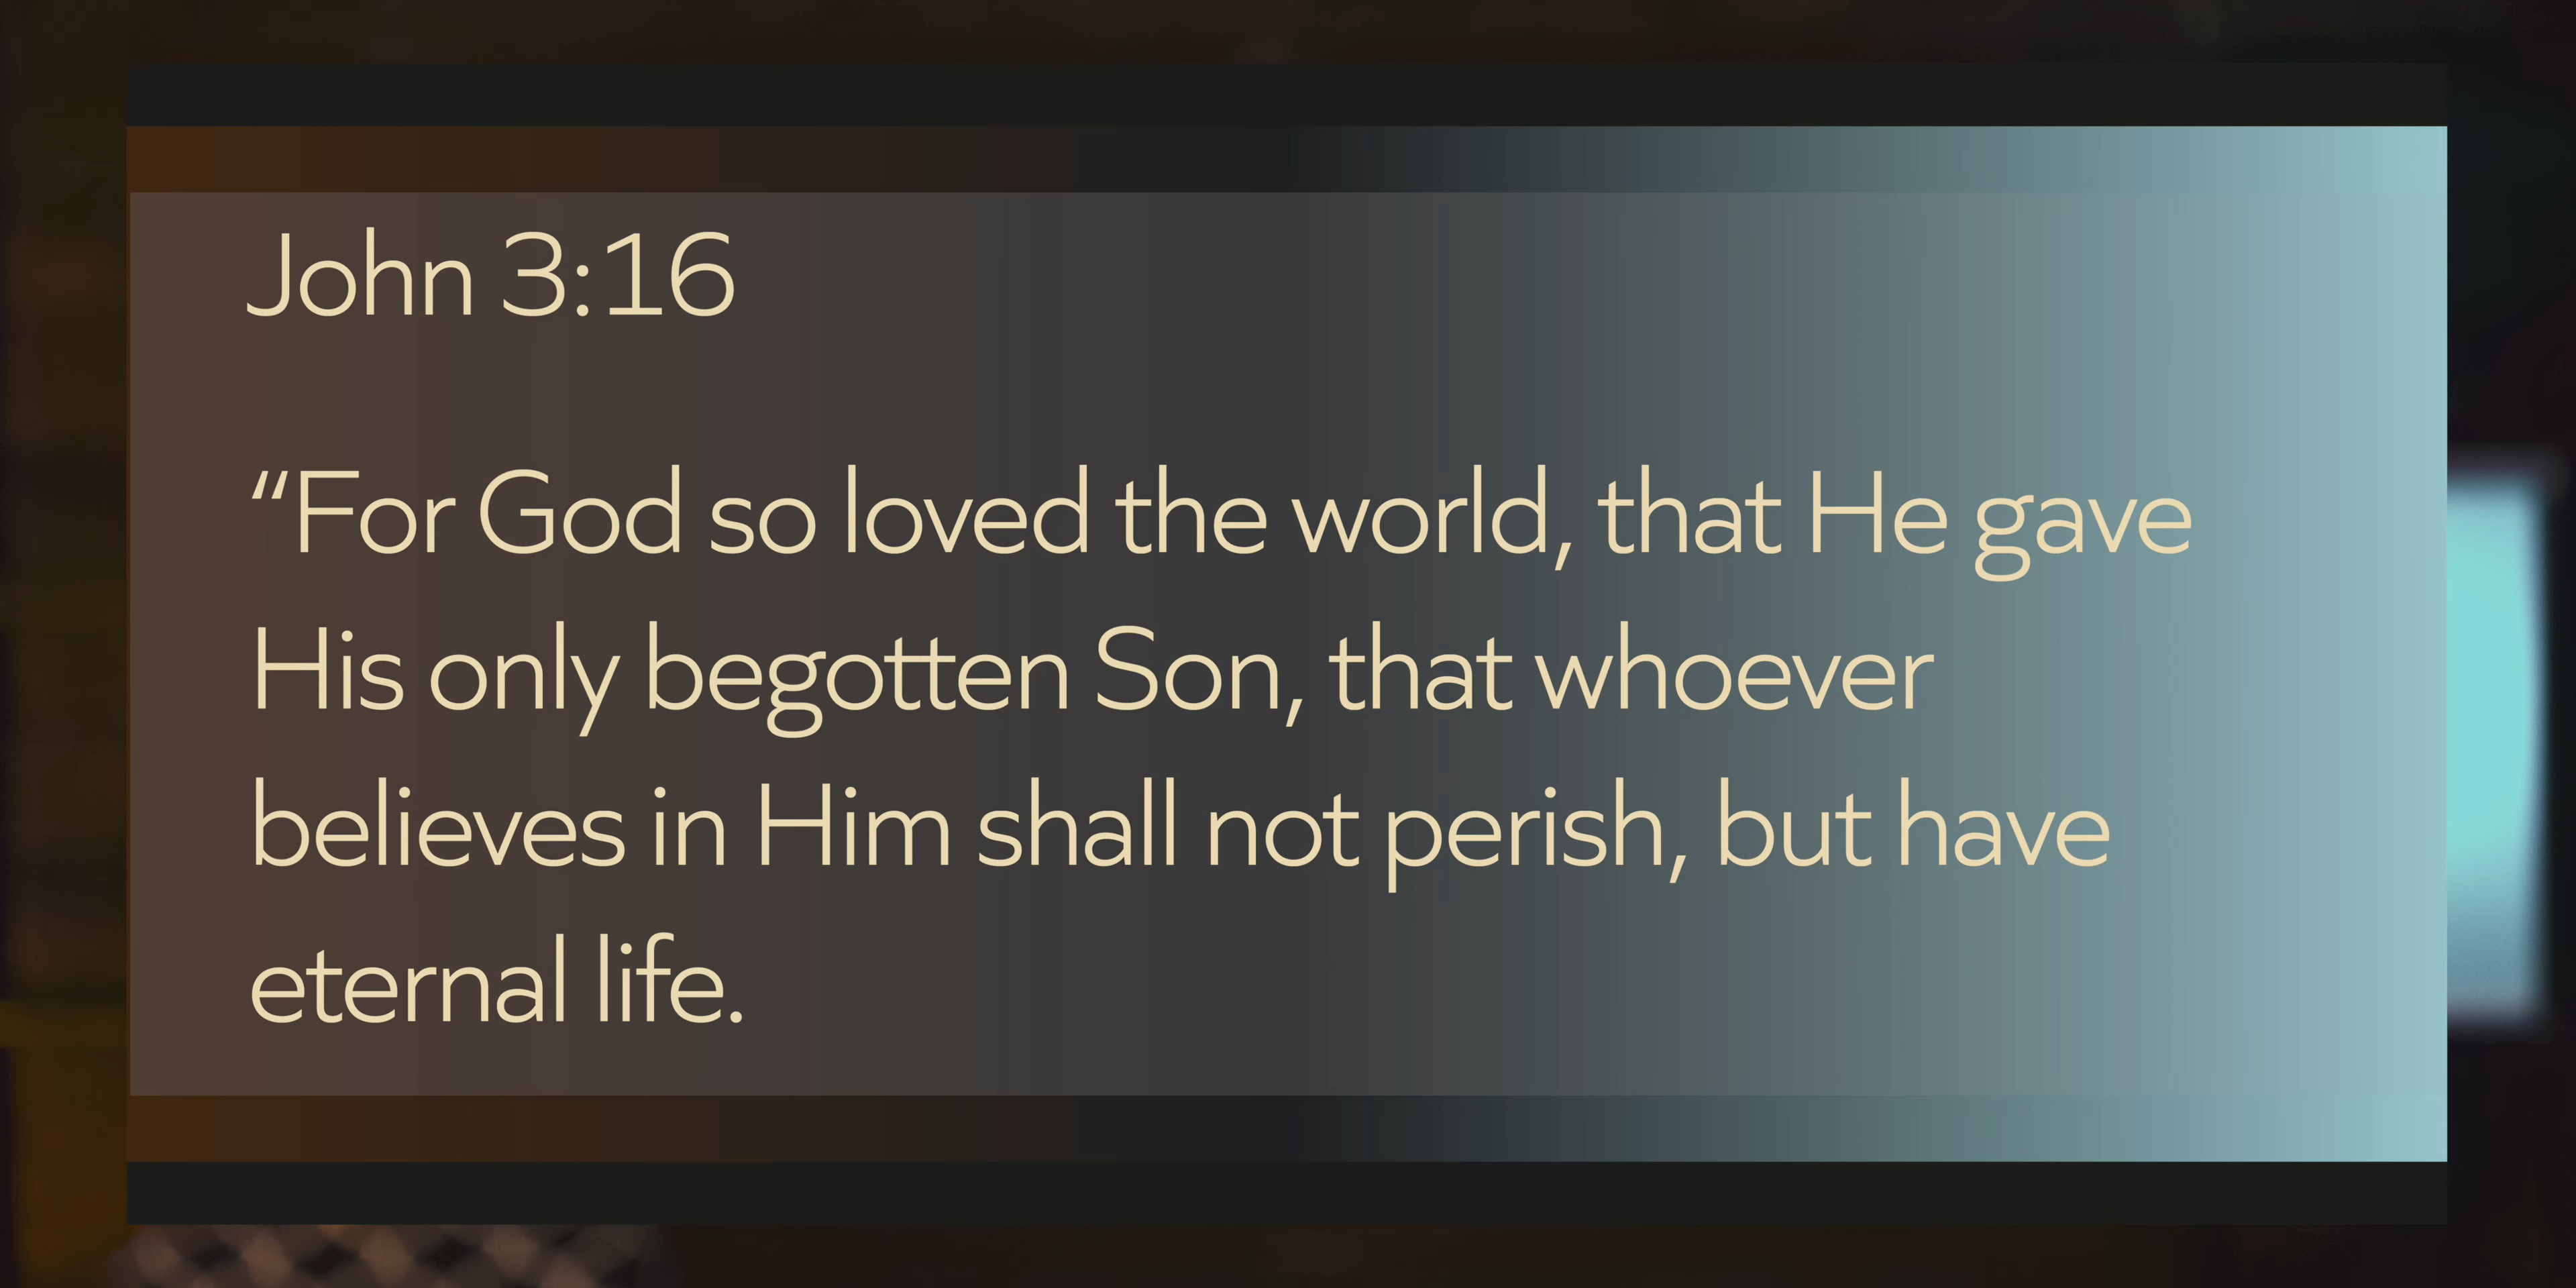 John 3:16
“For God so loved the world, that He gave
His only begotten Son, that whoever
believes in Him shall not perish, but have
eternal life.